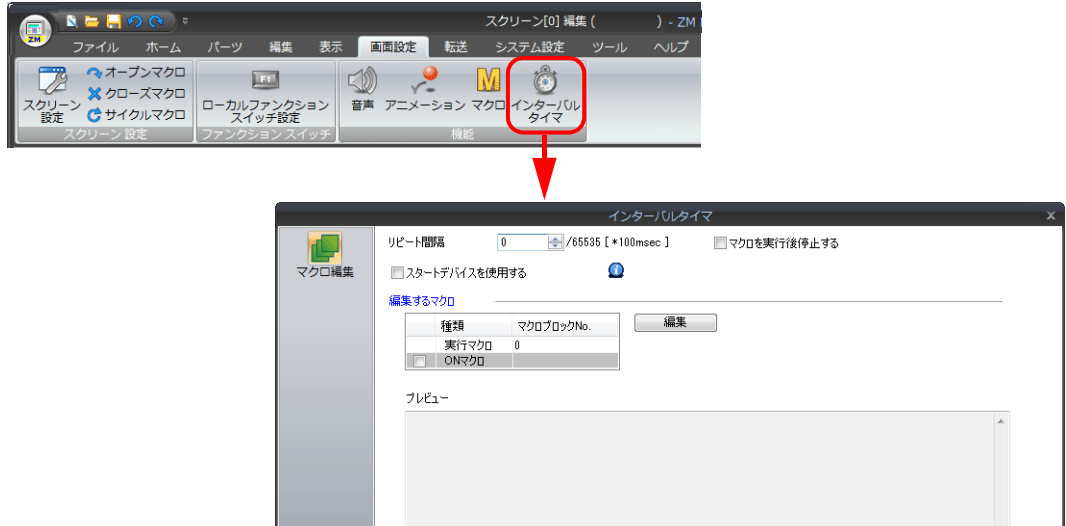 スクリーン[0] 編集 (　　　　) - ZM
ZM
ファイル ホーム パーツ 編集 表示 画面設定 転送 システム設定 ツール ヘルプ
スクリーン
設定
オープンマクロ
クローズマクロ
サイクルマクロ
スクリーン 設定
F1
ローカルファンクション
スイッチ設定
ファンクション スイッチ
音声 アニメーション マクロ インターバル
タイマ
機能
インターバルタイマ x
マクロ編集
リピート間隔 0 /65535 [ *100msec ] マクロを実行後停止する
スタートデバイスを使用する
編集するマクロ
種類 マクロブロックNo. 編集
実行マクロ 0
ONマクロ
プレビュー